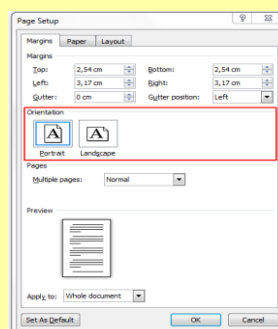 Page Setup
Margins Paper Layout
Margins
Top: 2,54 cm Bottom: 2,54 cm
Left: 3,17 cm Right: 3,17 cm
Gutter: 0 cm Gutter position: Left
Orientation
A A
Portrait Landscape
Pages
Multiple pages: Normal
Preview
Apply to: Whole document
Set As Default OK Cancel